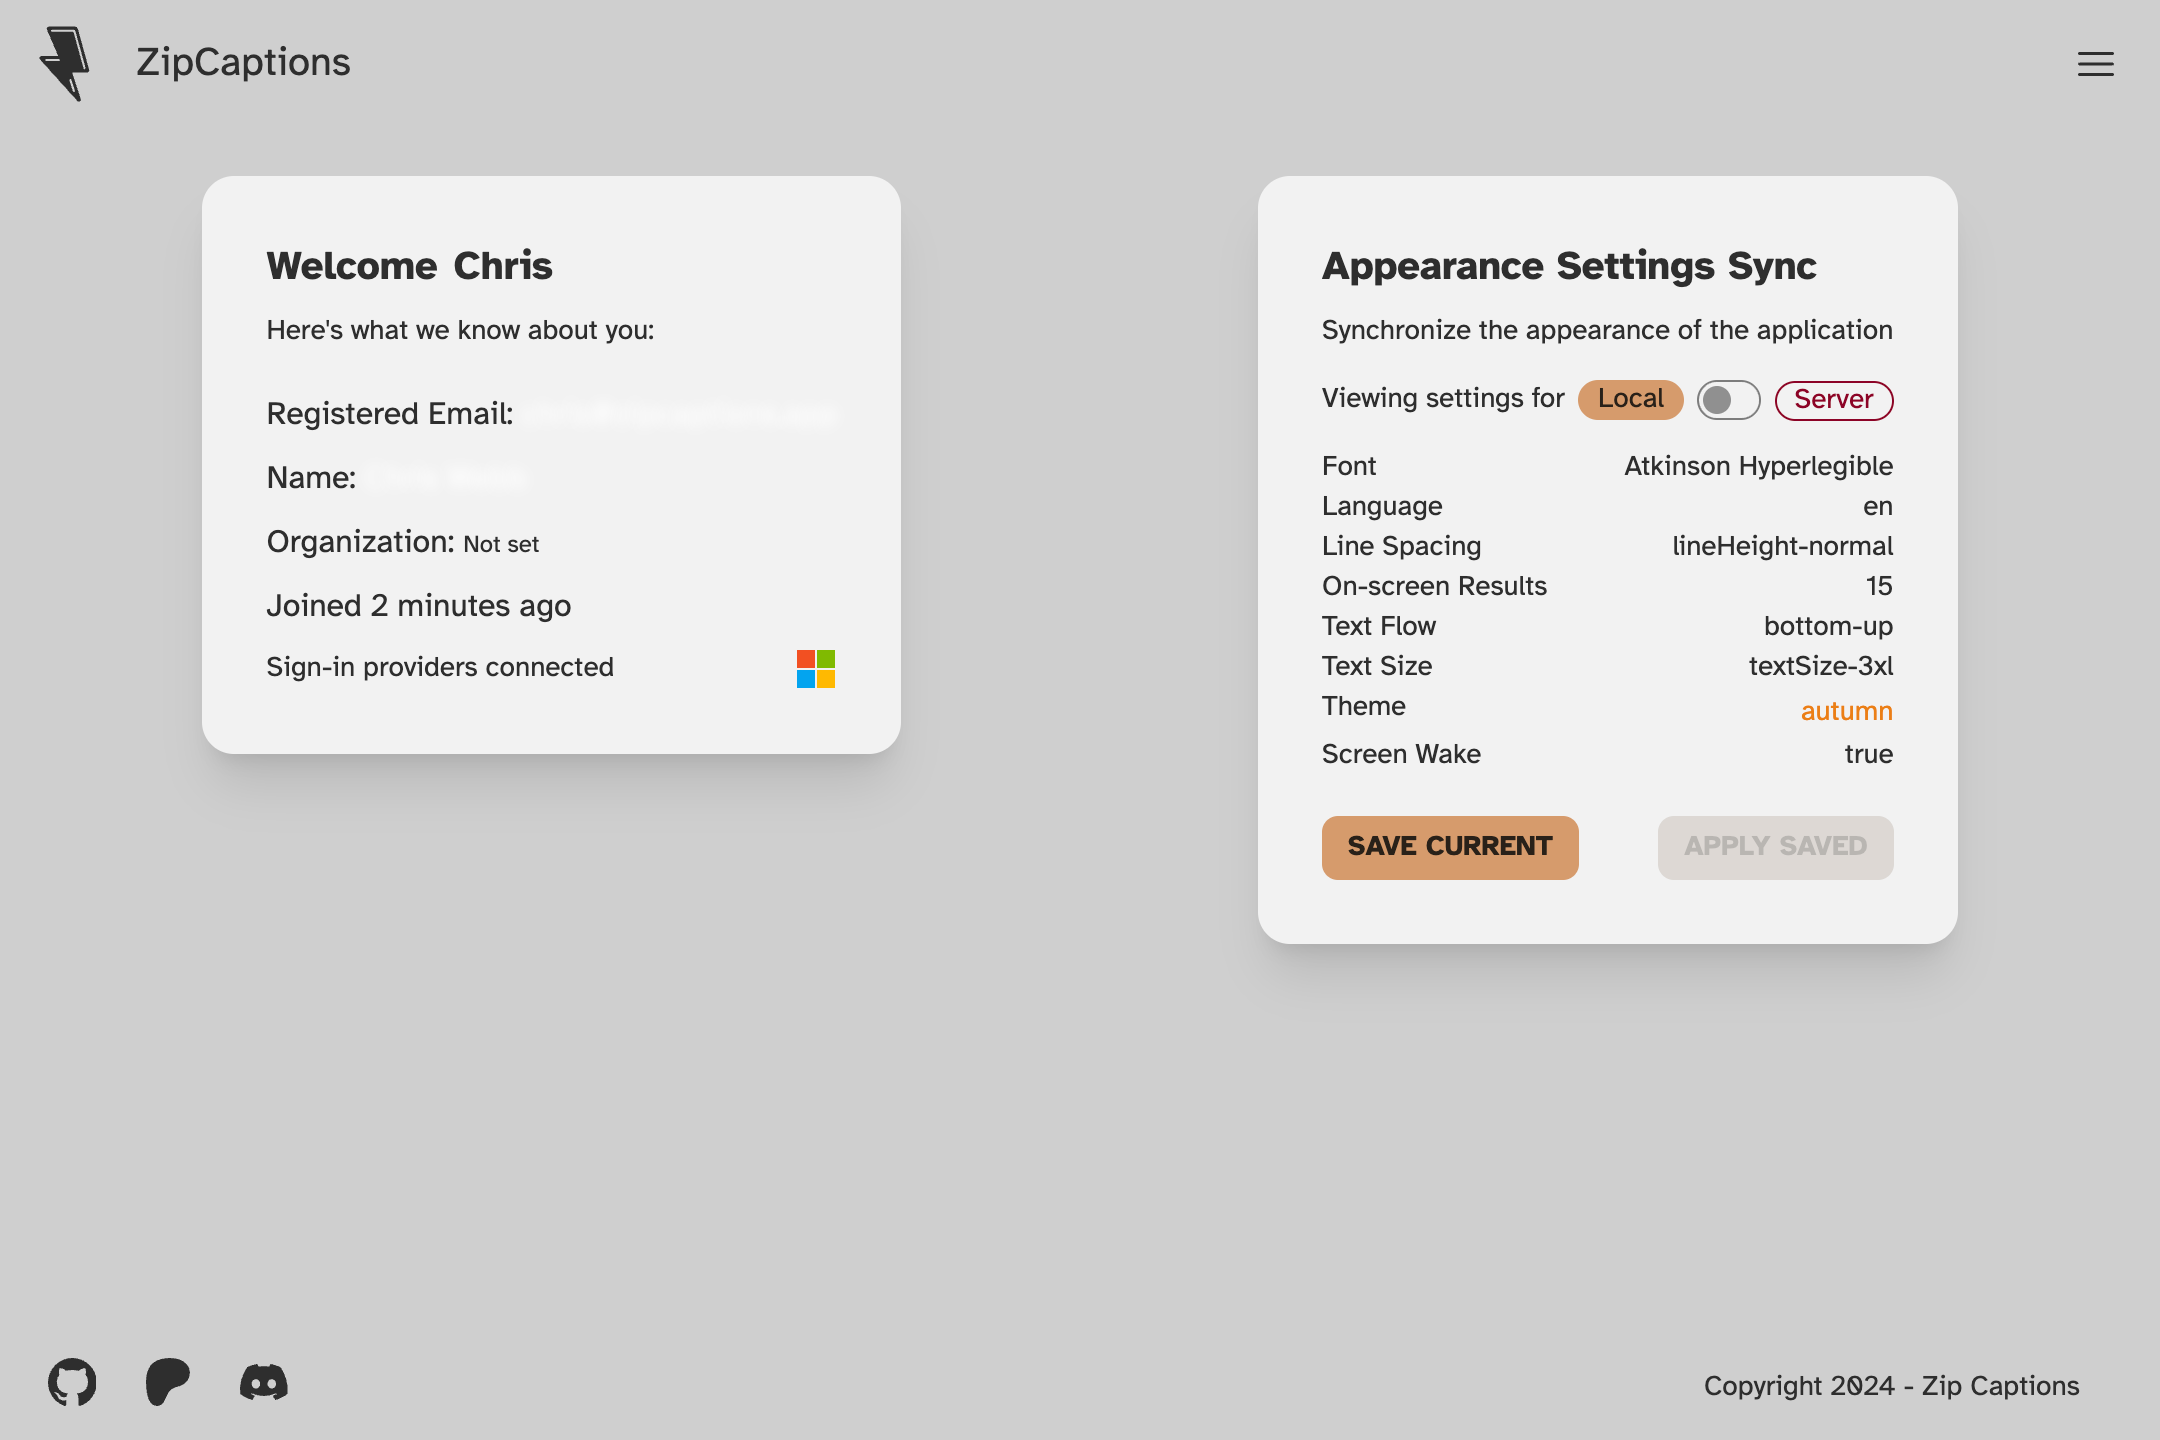 ZipCaptions
Welcome Chris
Here's what we know about you:
Registered Email:
Name:
Organization: Not set
Joined 2 minutes ago
Sign-in providers connected
Appearance Settings Sync
Synchronize the appearance of the application
Viewing settings for Local Server
Font Atkinson Hyperlegible
Language en
Line Spacing lineHeight-normal
On-screen Results 15
Text Flow bottom-up
Text Size textSize-3xl
Theme autumn
Screen Wake true
SAVE CURRENT APPLY SAVED
Copyright 2024 - Zip Captions